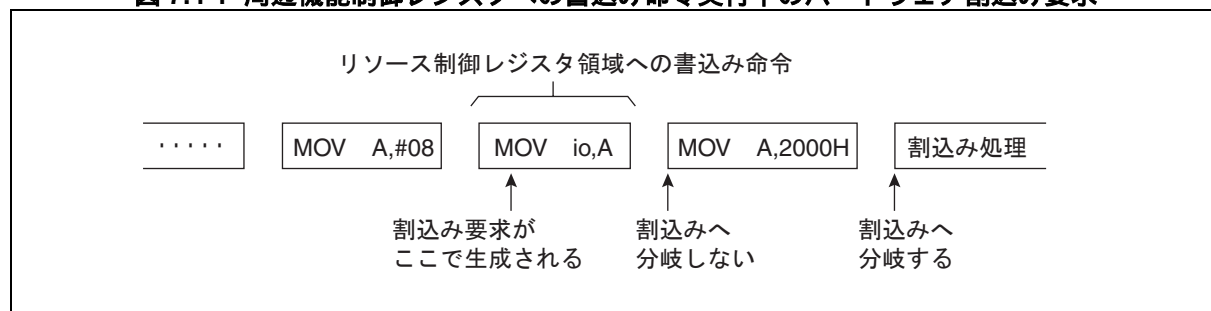 リソース制御レジスタ領域への書込み命令
・・・・・
MOV A,#08
MOV io,A
MOV A,2000H
割込み処理
割込み要求が
ここで生成される
割込みへ
分岐しない
割込みへ
分岐する